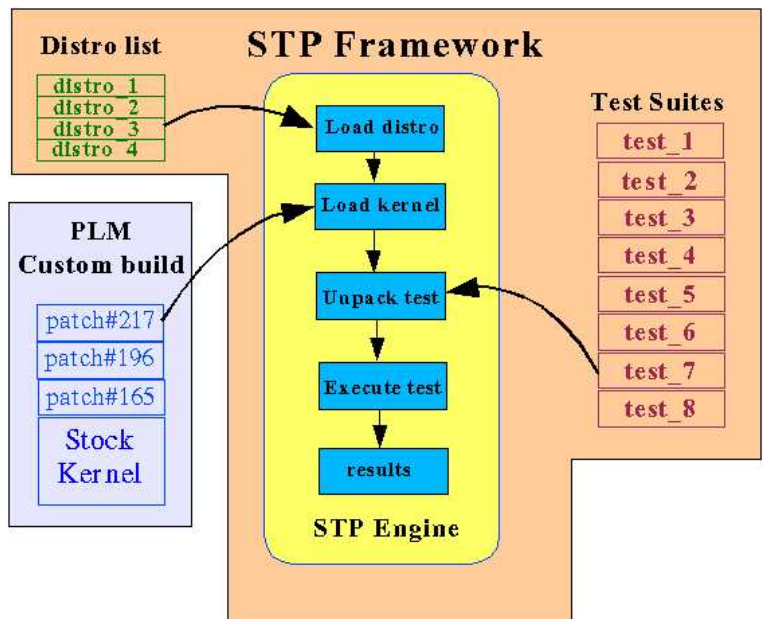 STP Framework
Distro list
distro_1
distro_2
distro_3
distro_4
PLM
Custom build
patch#217
patch#196
patch#165
Stock
Kernel
Load distro
Load kernel
Unpack test
Execute test
results
STP Engine
Test Suites
test_1
test_2
test_3
test_4
test_5
test_6
test_7
test_8